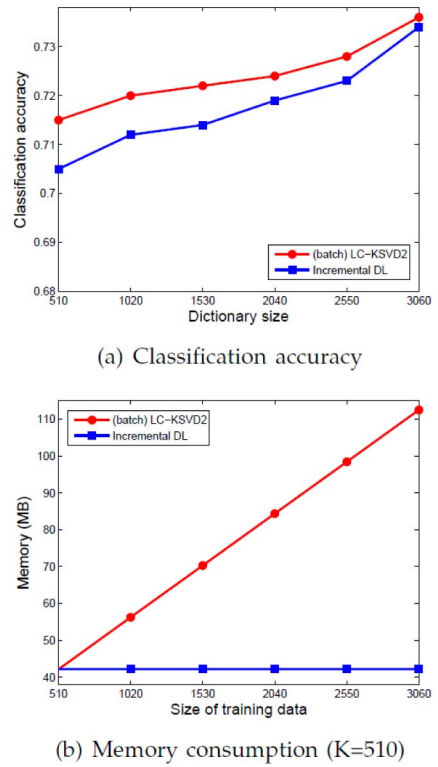 0.73
0.72
0.71
0.7
0.69
0.68
Classification accuracy
(batch) LC-KSVD2
Incremental DL
510 1020 1530 2040 2550 3060
Dictionary size
(a) Classification accuracy
110
100
90
80
70
60
50
40
Memory (MB)
(batch) LC-KSVD2
Incremental DL
510 1020 1530 2040 2550 3060
Size of training data
(b) Memory consumption (K=510)